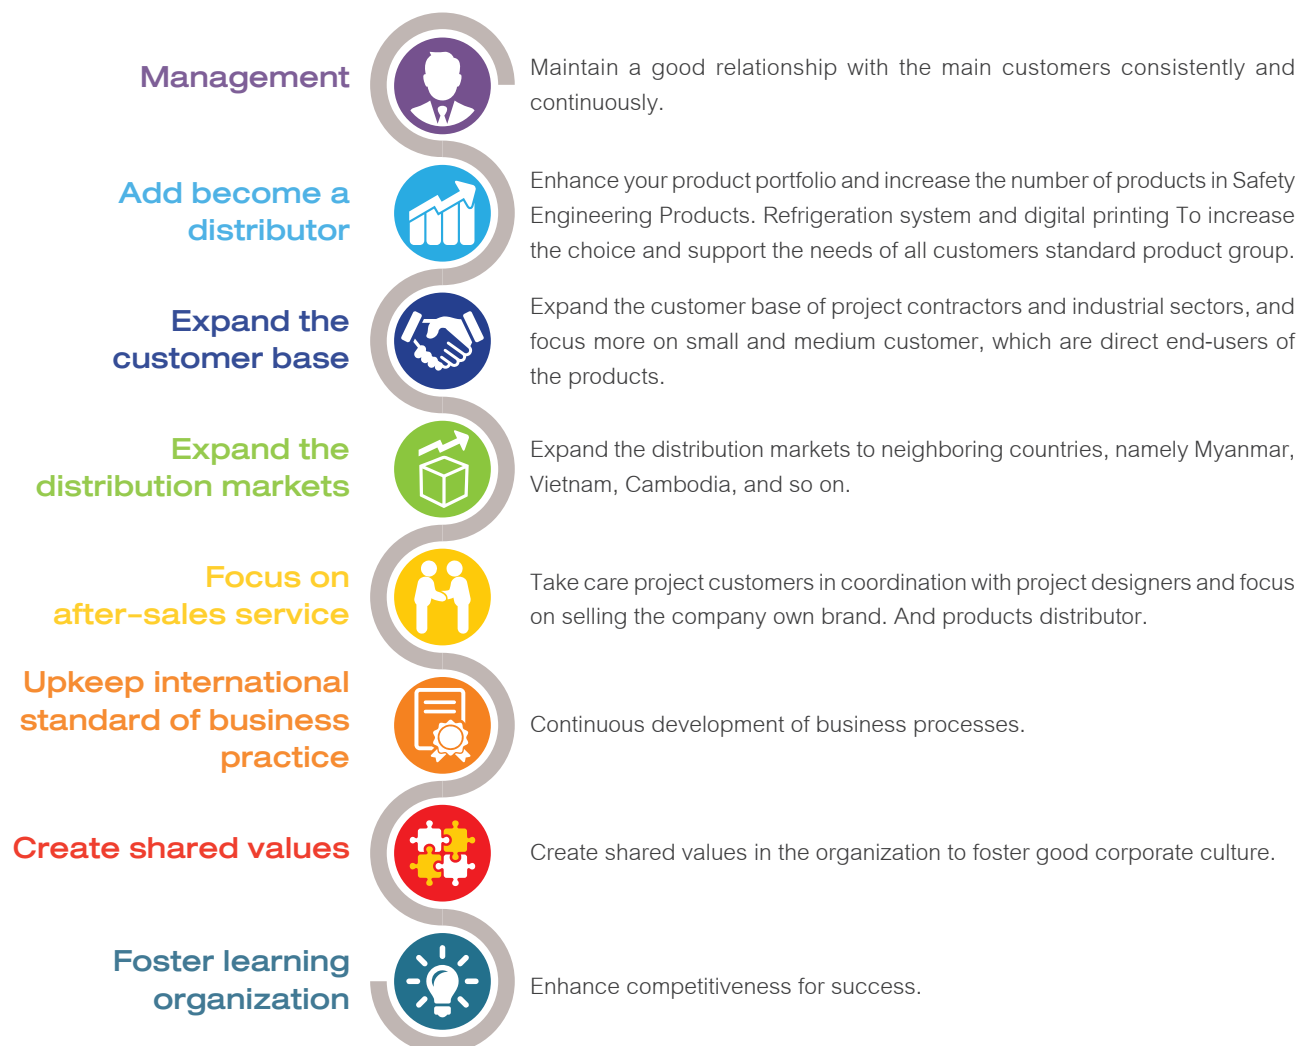 Management
Maintain a good relationship with the main customers consistently and
continuously.
Add become a
distributor
Enhance your product portfolio and increase the number of products in Safety
Engineering Products. Refrigeration system and digital printing To increase
the choice and support the needs of all customers standard product group.
Expand the
customer base
Expand the customer base of project contractors and industrial sectors, and
focus more on small and medium customer, which are direct end-users of
the products.
Expand the
distribution markets
Expand the distribution markets to neighboring countries, namely Myanmar,
Vietnam, Cambodia, and so on.
Focus on
after-sales service
Take care project customers in coordination with project designers and focus
on selling the company own brand. And products distributor.
Upkeep international
standard of business
practice
Continuous development of business processes.
Create shared values
Create shared values in the organization to foster good corporate culture.
Foster learning
organization
Enhance competitiveness for success.